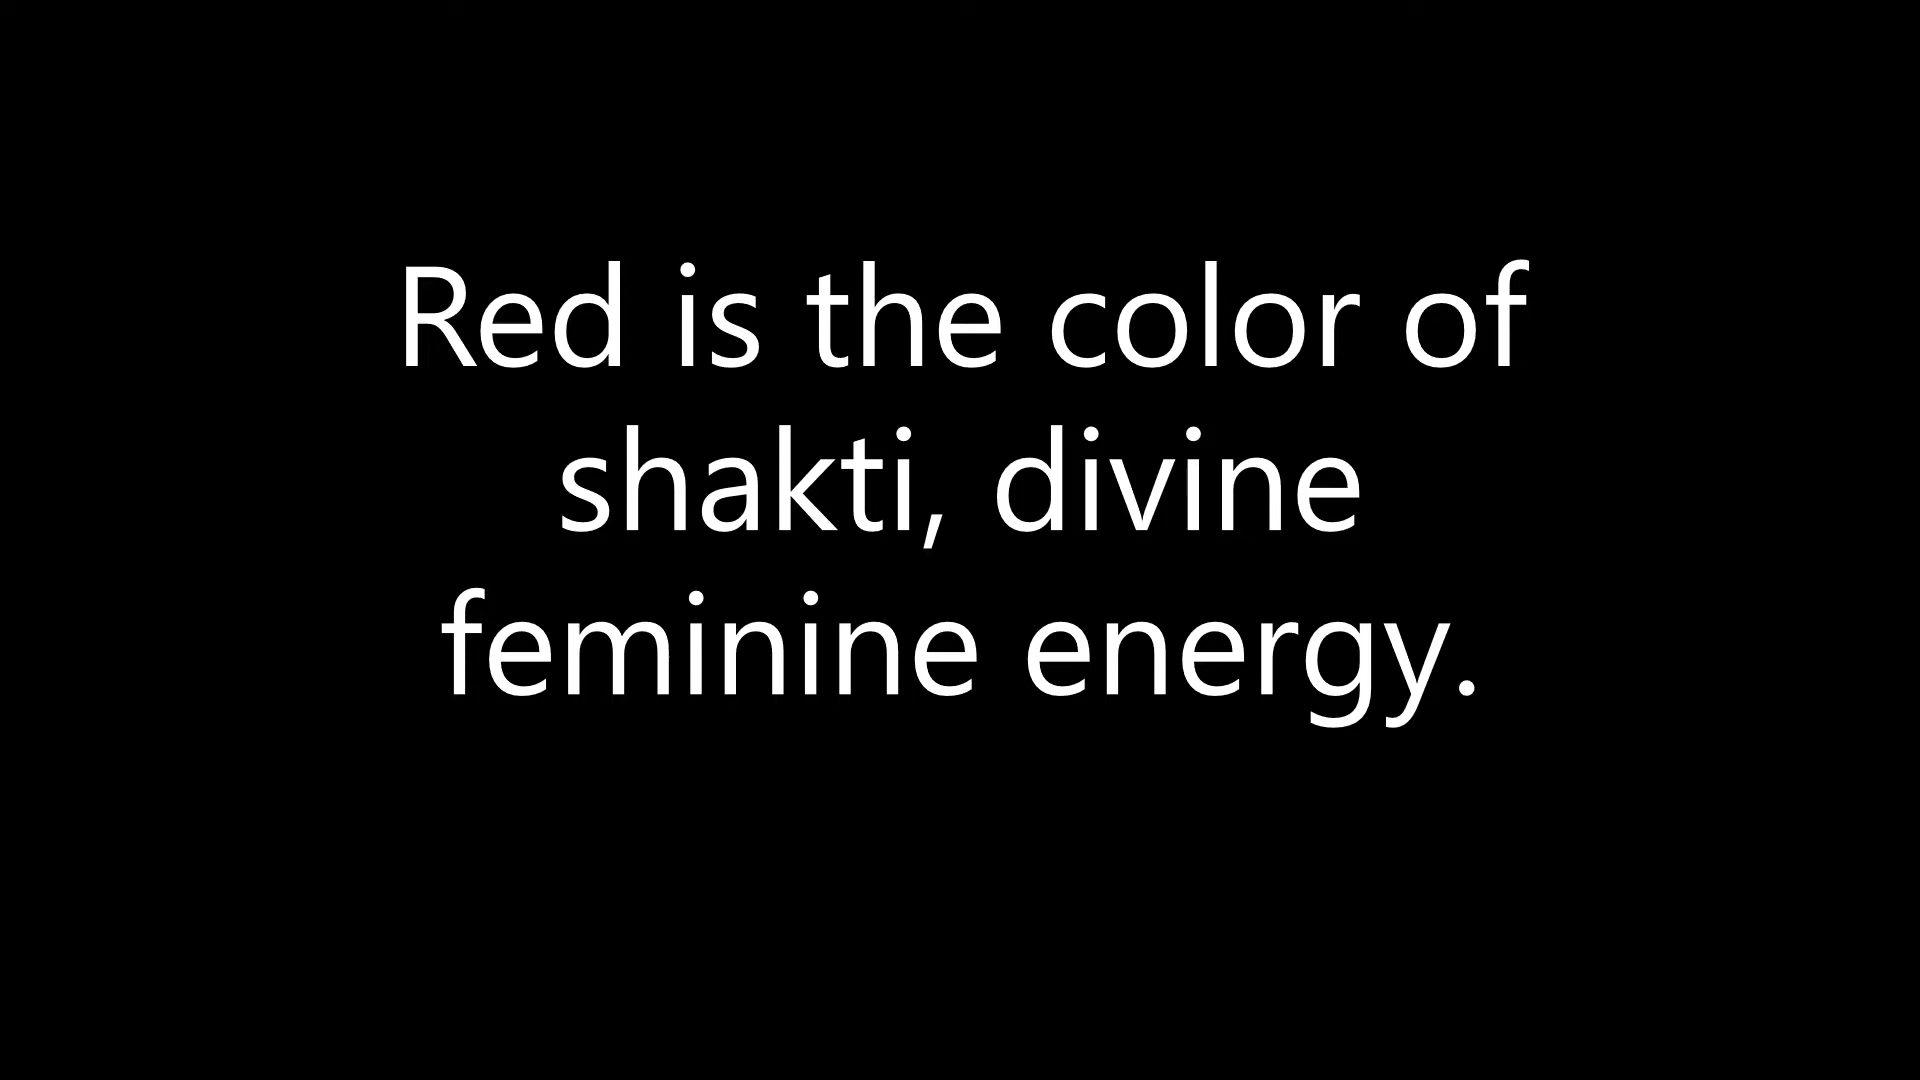 Red is the color of
shakti, divine
feminine energy.